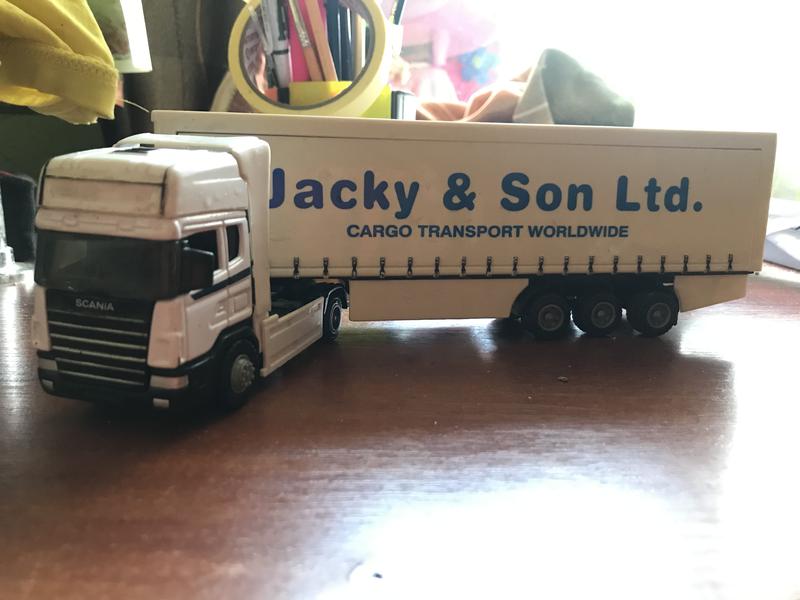 Jacky & Son Ltd.
CARGO TRANSPORT WORLDWIDE
SCANIA